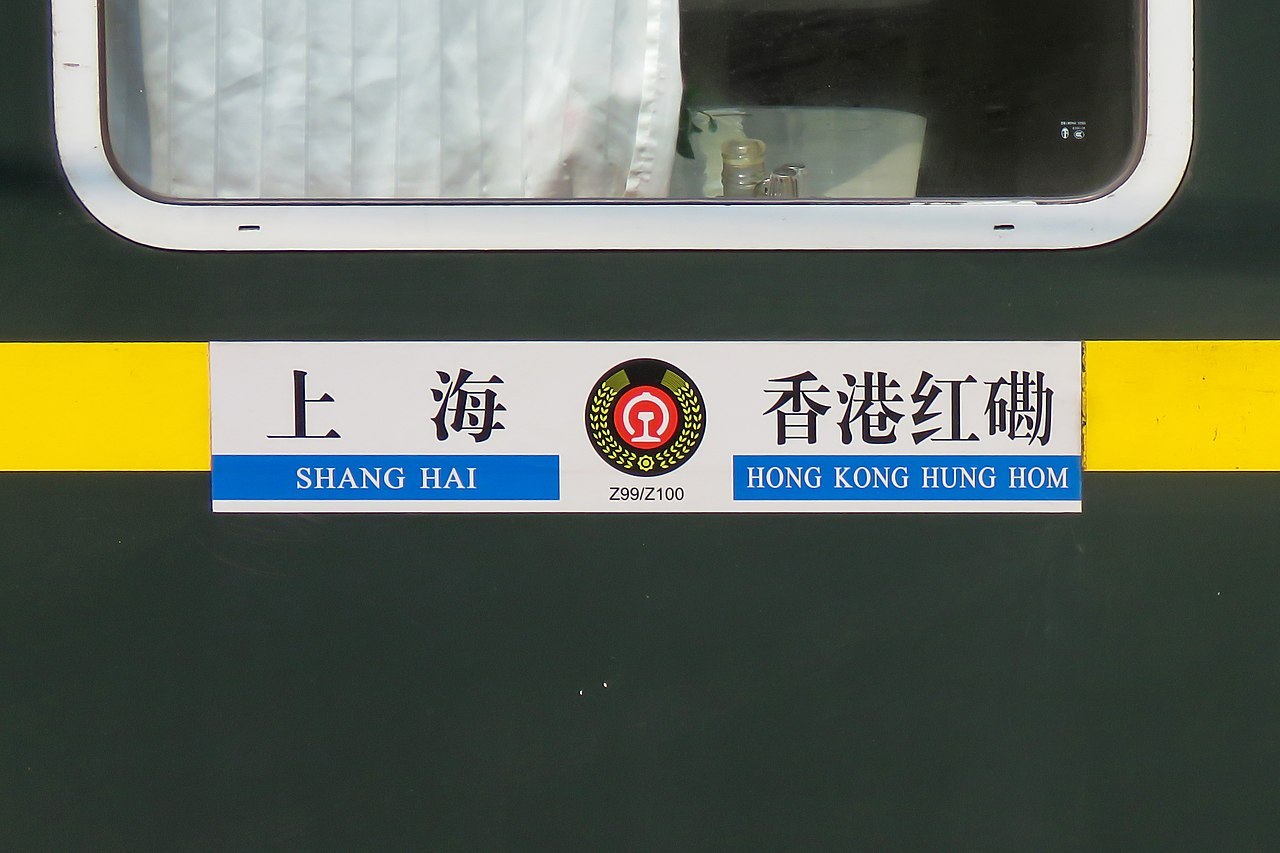 上 海
香港红磡
SHANG HAI
HONG KONG HUNG HOM
Z99/Z100